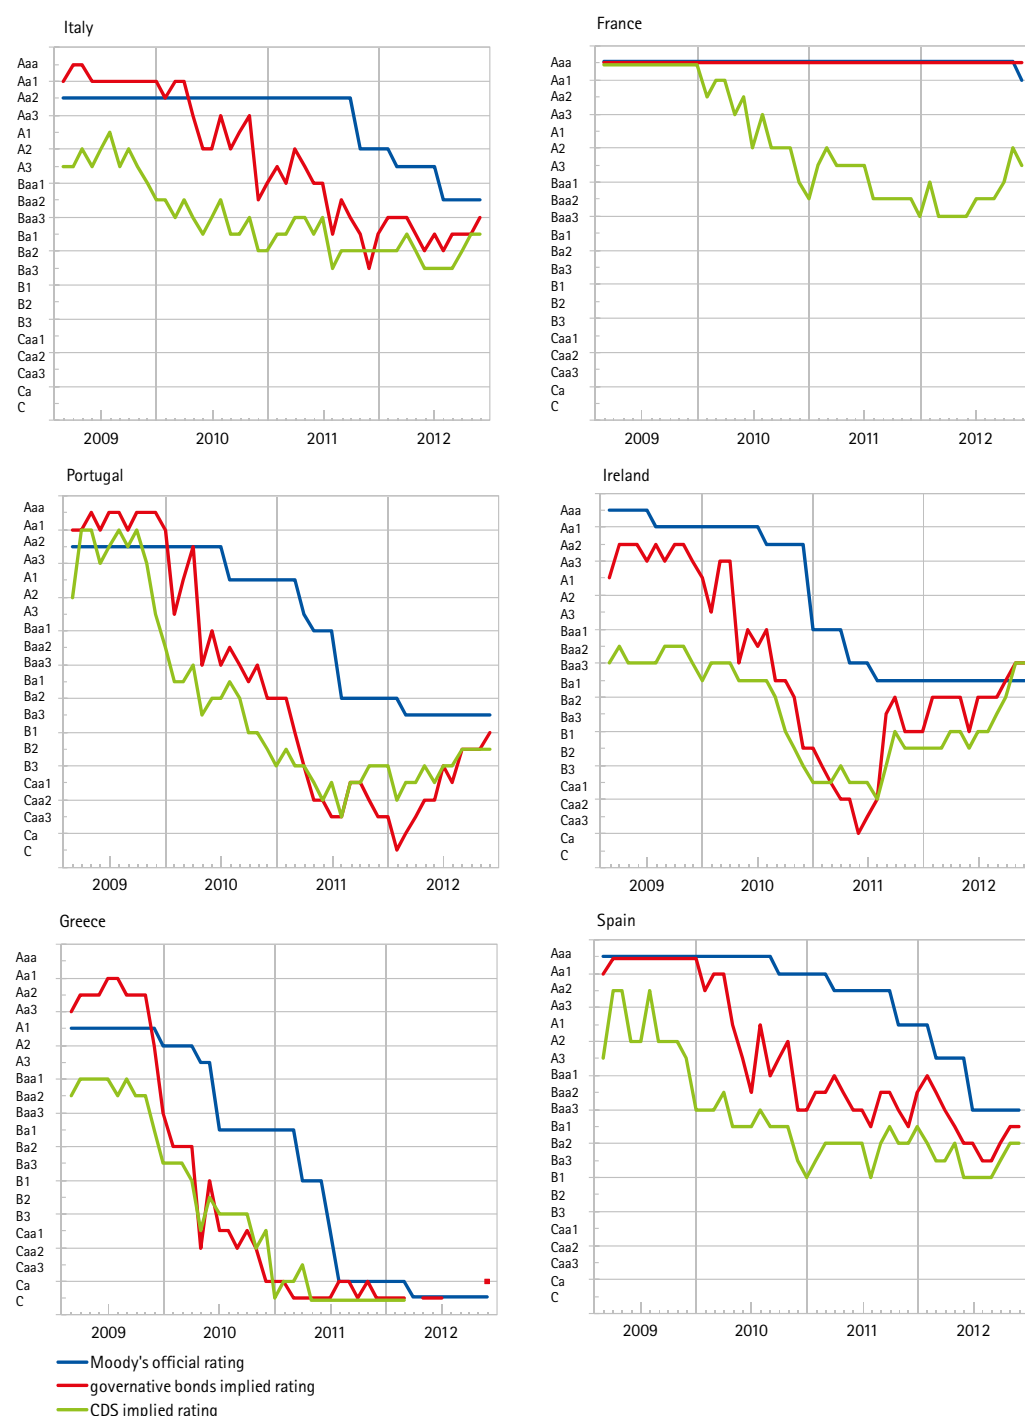 Italy
Aaa
Aa1
Aa2
Aa3
A1
A2
A3
Baa1
Baa2
Baa3
Ba1
Ba2
Ba3
B1
B2
B3
Caa1
Caa2
Caa3
Ca
C
2009 2010 2011 2012
France
Aaa
Aa1
Aa2
Aa3
A1
A2
A3
Baa1
Baa2
Baa3
Ba1
Ba2
Ba3
B1
B2
B3
Caa1
Caa2
Caa3
Ca
C
2009 2010 2011 2012
Portugal
Aaa
Aa1
Aa2
Aa3
A1
A2
A3
Baa1
Baa2
Baa3
Ba1
Ba2
Ba3
B1
B2
B3
Caa1
Caa2
Caa3
Ca
C
2009 2010 2011 2012
Ireland
Aaa
Aa1
Aa2
Aa3
A1
A2
A3
Baa1
Baa2
Baa3
Ba1
Ba2
Ba3
B1
B2
B3
Caa1
Caa2
Caa3
Ca
C
2009 2010 2011 2012
Greece
Aaa
Aa1
Aa2
Aa3
A1
A2
A3
Baa1
Baa2
Baa3
Ba1
Ba2
Ba3
B1
B2
B3
Caa1
Caa2
Caa3
Ca
C
2009 2010 2011 2012
Spain
Aaa
Aa1
Aa2
Aa3
A1
A2
A3
Baa1
Baa2
Baa3
Ba1
Ba2
Ba3
B1
B2
B3
Caa1
Caa2
Caa3
Ca
C
2009 2010 2011 2012
Moody's official rating
governative bonds implied rating
CDS implied rating